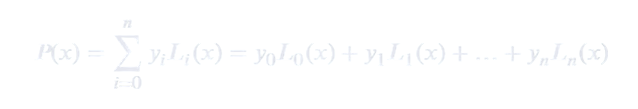 P(x) = ∑_{i=0}^{n} y_i L_i(x) = y_0 L_0(x) + y_1 L_1(x) + … + y_n L_n(x)